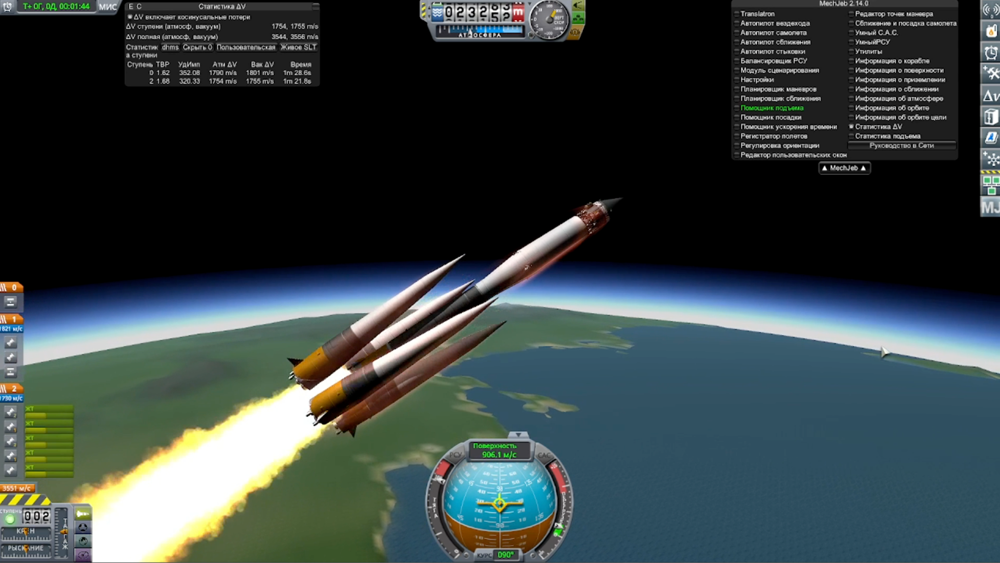 T+ 0Г, 0Д, 00:01:44 МИС
E C Статистика ΔV
ΔV включает косинусальные потери
ΔV ступени (атмосф, вакуум) 1754, 1755 m/s
ΔV полная (атмосф, вакуум) 3544, 3556 m/s
Статистик dhms Скрыть 0 Пользовательская Живое SLT
а ступени
Ступень ТВР УдИмп Атм ΔV Вак ΔV Время
0 1.62 352.08 1790 m/s 1801 m/s 1m 28.6s
2 1.68 320.33 1754 m/s 1755 m/s 1m 21.8s
m
ВЕРТ
СКОР
АТМОСФЕРА
MechJeb 2.14.0
Translatron Редактор точек маневра
Автопилот вездехода Сближение и посадка самолета
Автопилот самолета Умный С.А.С.
Автопилот сближения УмныйРСУ
Автопилот стыковки Утилиты
Балансировщик РСУ Информация о корабле
Модуль сценарирования Информация о поверхности
Настройки Информация о приземлении
Планировщик маневров Информация о сближении
Планировщик сближения Информация об атмосфере
Помощник подъема Информация об орбите
Помощник посадки Информация об орбите цели
Помощник ускорения времени Статистика ΔV
Регистратор полетов Статистика подъема
Регулировка ориентации Руководство в Сети
Редактор пользовательских окон
▲ MechJeb ▲
Δv
MJ
0
1
1821 м/с
2
1730 м/с
ЖТ
ЖТ
ЖТ
ЖТ
ЖТ
3551 м/с
СТУПЕНЬ
002
КРЕН
РЫСКАНИЕ
ТАНГАЖ
Поверхность
906.1 м/с
РСУ
САС
ТЯГА
КУРС 090°